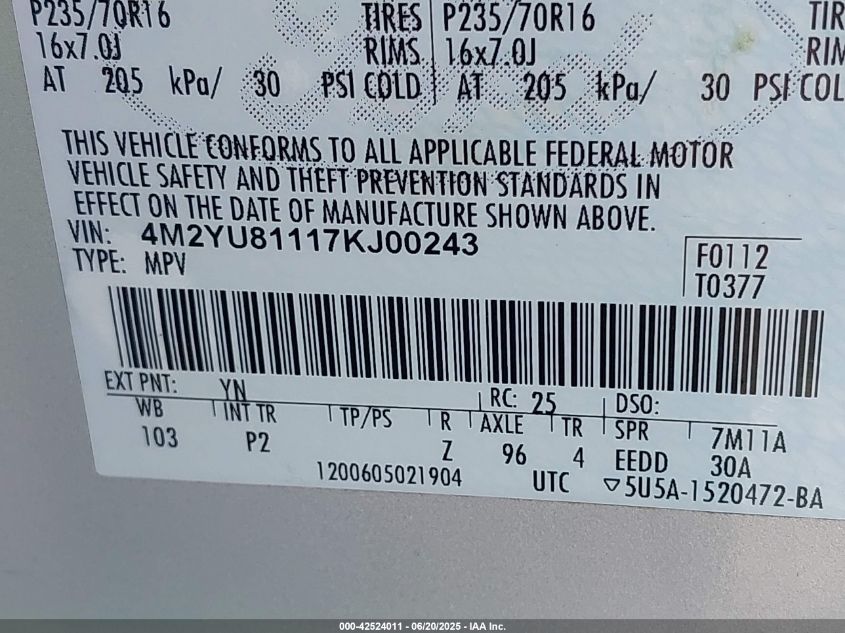 P235/70R16 TIRES P235/70R16 TIR
16x7.0J RIMS 16x7.0J RIM
AT 205 kPa/ 30 PSI COLD AT 205 kPa/ 30 PSI COL
THIS VEHICLE CONFORMS TO ALL APPLICABLE FEDERAL MOTOR
VEHICLE SAFETY AND THEFT PREVENTION STANDARDS IN
EFFECT ON THE DATE OF MANUFACTURE SHOWN ABOVE.
VIN: 4M2YU81117KJ00243
TYPE: MPV
F0112
T0377
EXT PNT: YN RC: 25 DSO:
WB INT TR TP/PS R AXLE TR SPR 7M11A
103 P2 Z 96 4 EEDD 30A
1200605021904 UTC ▽5U5A-1520472-BA
000-42524011 - 06/20/2025 - IAA Inc.